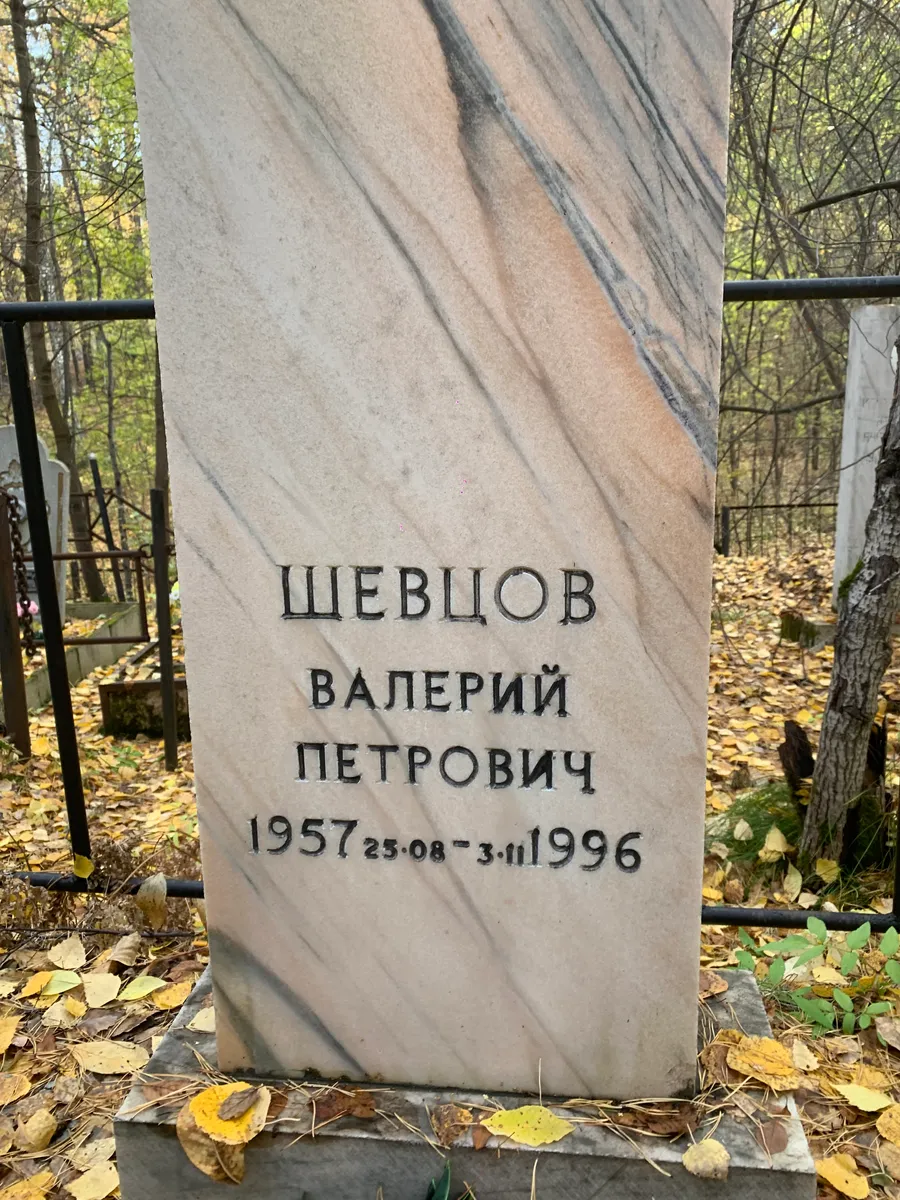 ШЕВЦОВ
ВАЛЕРИЙ
ПЕТРОВИЧ
1957 25·08 – 3·11 1996